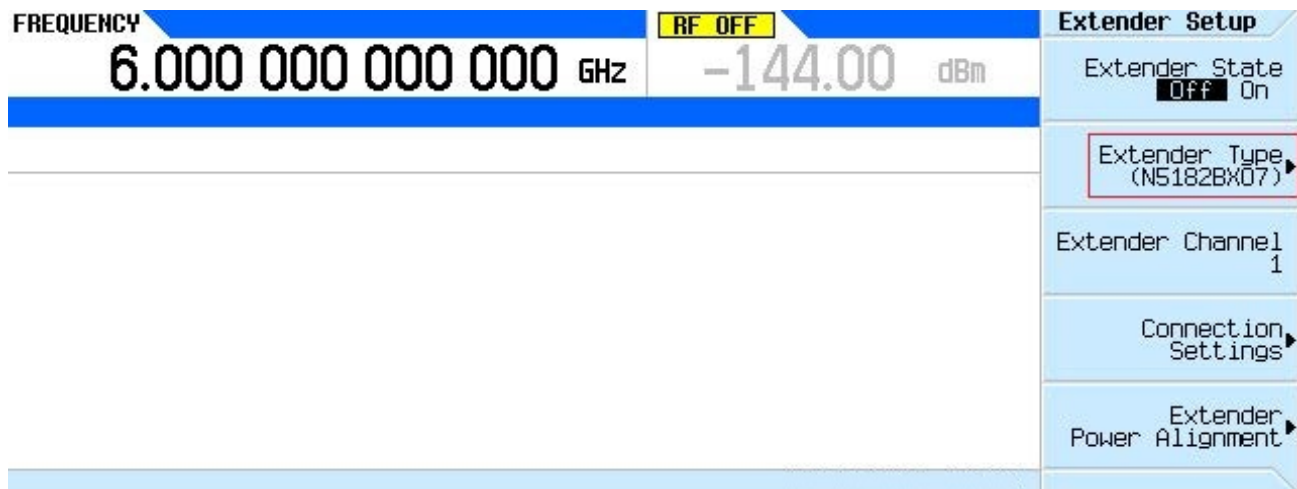 FREQUENCY
6.000 000 000 000 GHz
RF OFF
-144.00 dBm
Extender Setup
Extender State
Off On
Extender Type
(N5182BX07)
Extender Channel
1
Connection
Settings
Extender
Power Alignment